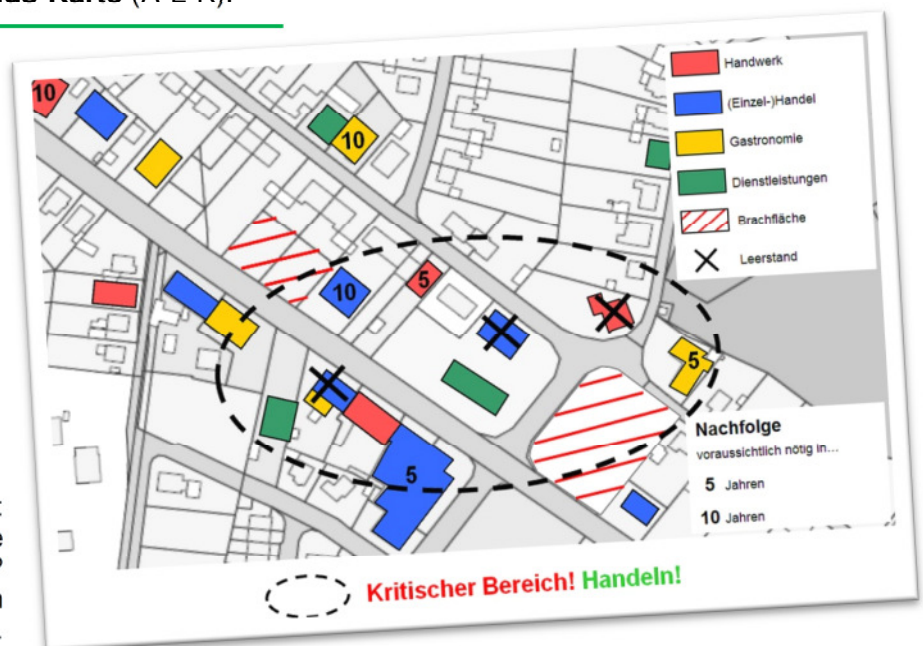 (A-L-K).
Handwerk
(Einzel-)Handel
Gastronomie
Dienstleistungen
Brachfläche
Leerstand
10
10
10
5
5
5
Nachfolge
voraussichtlich nötig in...
5 Jahren
10 Jahren
Kritischer Bereich! Handeln!